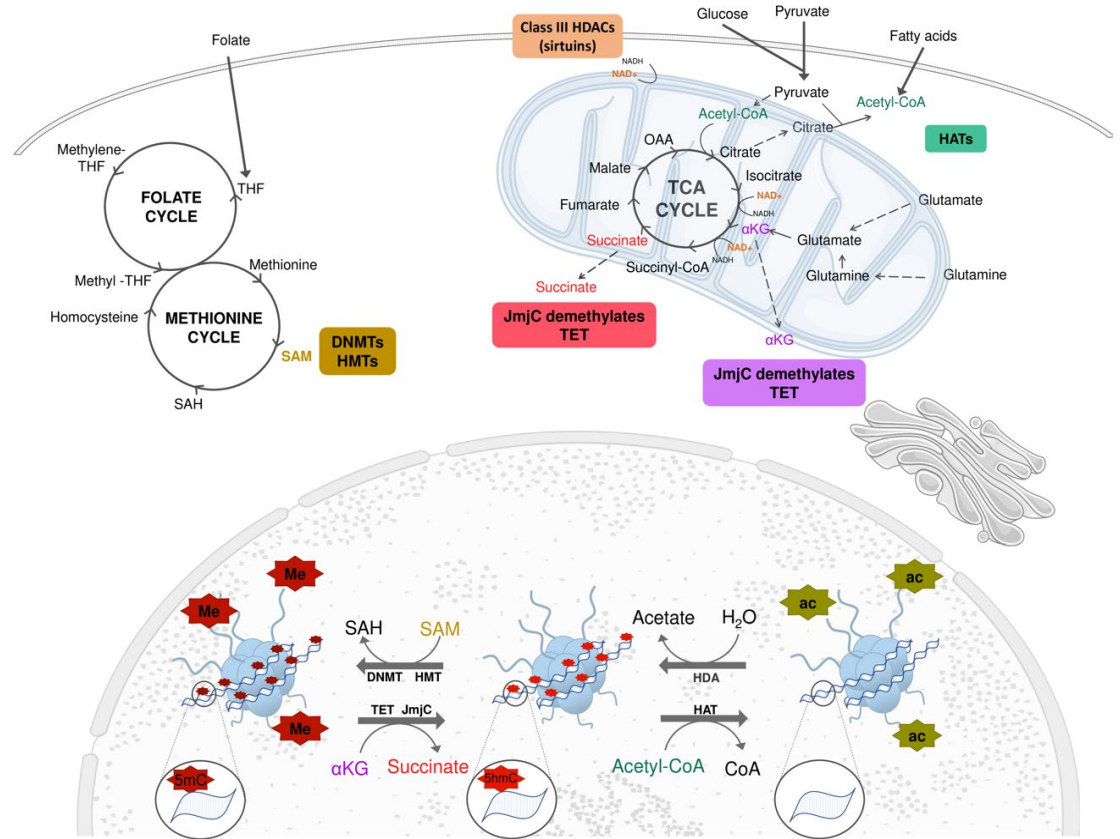 Folate
Methylene-
THF
THF
FOLATE
CYCLE
Methyl -THF
Methionine
Homocysteine
METHIONINE
CYCLE
SAM
SAH
DNMTs
HMTs
Class III HDACs
(sirtuins)
NADH
NAD+
Glucose
Pyruvate
Fatty acids
Pyruvate
Acetyl-CoA
Acetyl-CoA
Citrate
HATs
OAA
Citrate
Malate
Isocitrate
TCA
CYCLE
NAD+
NADH
Fumarate
αKG
Glutamate
Glutamate
Succinate
NAD+
NADH
Succinyl-CoA
Glutamine
Glutamine
Succinate
JmjC demethylates
TET
αKG
JmjC demethylates
TET
Me
Me
Me
SAH
SAM
DNMT HMT
TET JmjC
αKG
Succinate
5mC
Acetate
H₂O
HDA
HAT
Acetyl-CoA
CoA
5hmC
ac
ac
ac